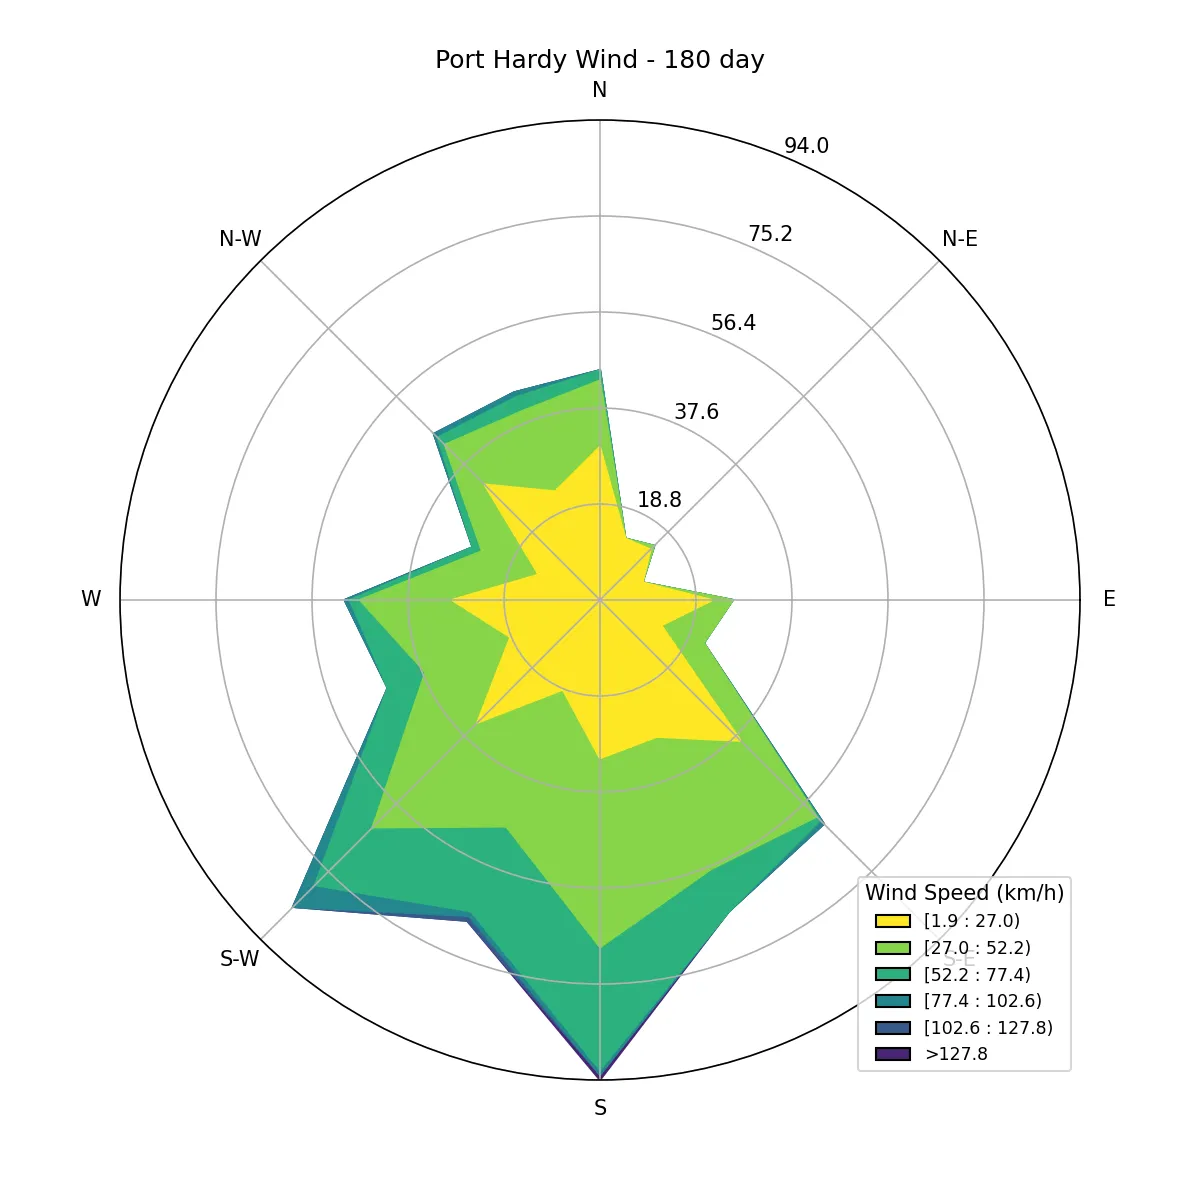 Port Hardy Wind - 180 day
N
94.0
N-W
N-E
75.2
56.4
37.6
18.8
W
E
S-W
S-E
S
Wind Speed (km/h)
[1.9 : 27.0)
[27.0 : 52.2)
[52.2 : 77.4)
[77.4 : 102.6)
[102.6 : 127.8)
>127.8